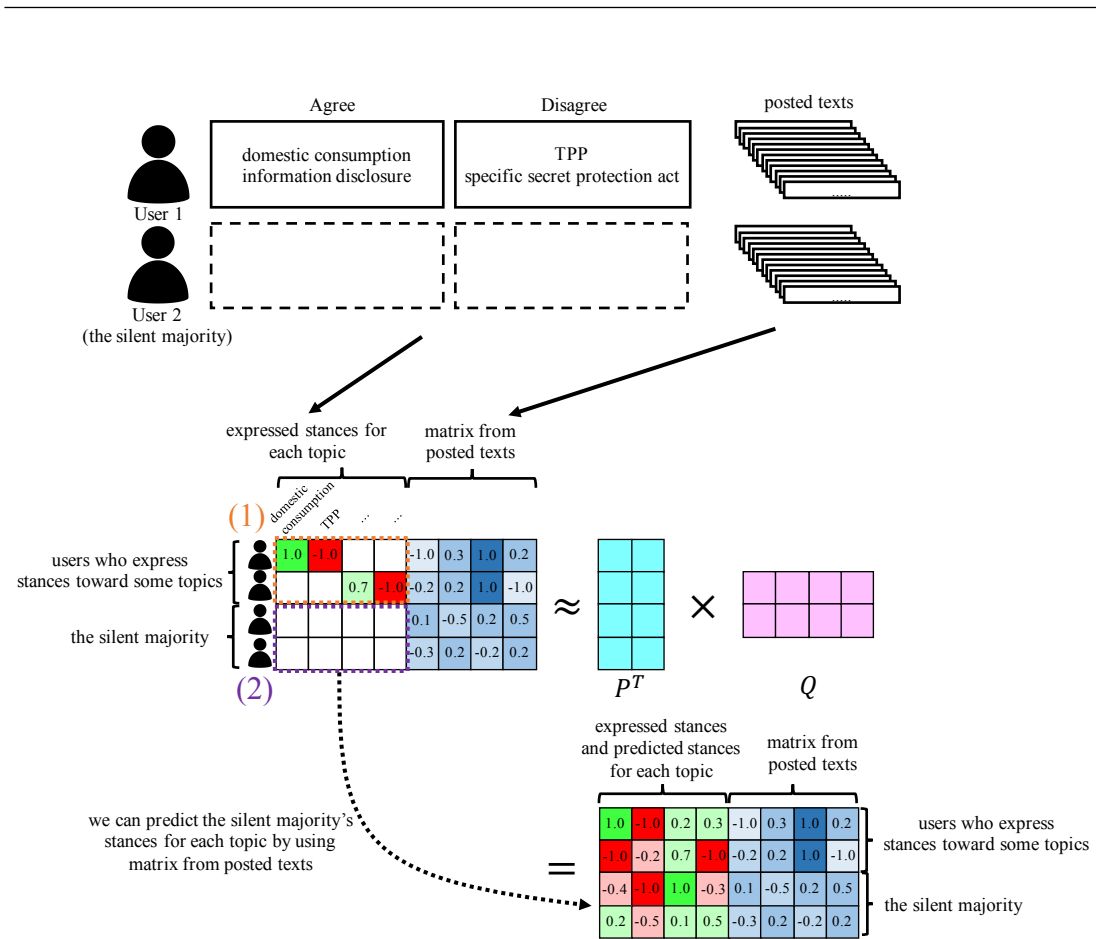 Agree
Disagree
posted texts
domestic consumption
information disclosure
TPP
specific secret protection act
.....
User 1
.....
User 2
(the silent majority)
expressed stances for
each topic
matrix from
posted texts
(1)
domestic
consumption
TPP
...
...
users who express
stances toward some topics
1.0 -1.0 -1.0 0.3 1.0 0.2
0.7 -1.0 -0.2 0.2 1.0 -1.0
the silent majority
0.1 -0.5 0.2 0.5
-0.3 0.2 -0.2 0.2
(2)
≈
×
P^T
Q
expressed stances
and predicted stances
for each topic
matrix from
posted texts
we can predict the silent majority's
stances for each topic by using
matrix from posted texts
=
1.0 -1.0 0.2 0.3 -1.0 0.3 1.0 0.2
-1.0 -0.2 0.7 -1.0 -0.2 0.2 1.0 -1.0
-0.4 -1.0 1.0 -0.3 0.1 -0.5 0.2 0.5
0.2 -0.5 0.1 0.5 -0.3 0.2 -0.2 0.2
users who express
stances toward some topics
the silent majority